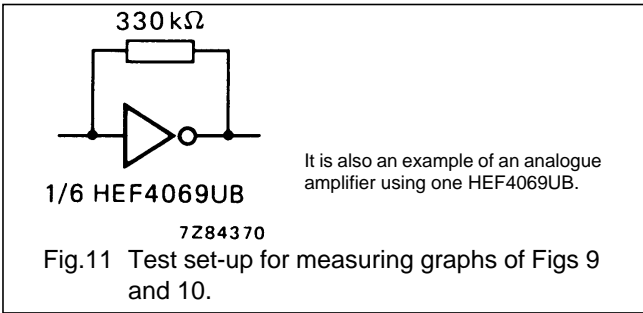 330 kΩ
It is also an example of an analogue
amplifier using one HEF4069UB.
1/6 HEF4069UB
7Z84370
Fig.11 Test set-up for measuring graphs of Figs 9
and 10.